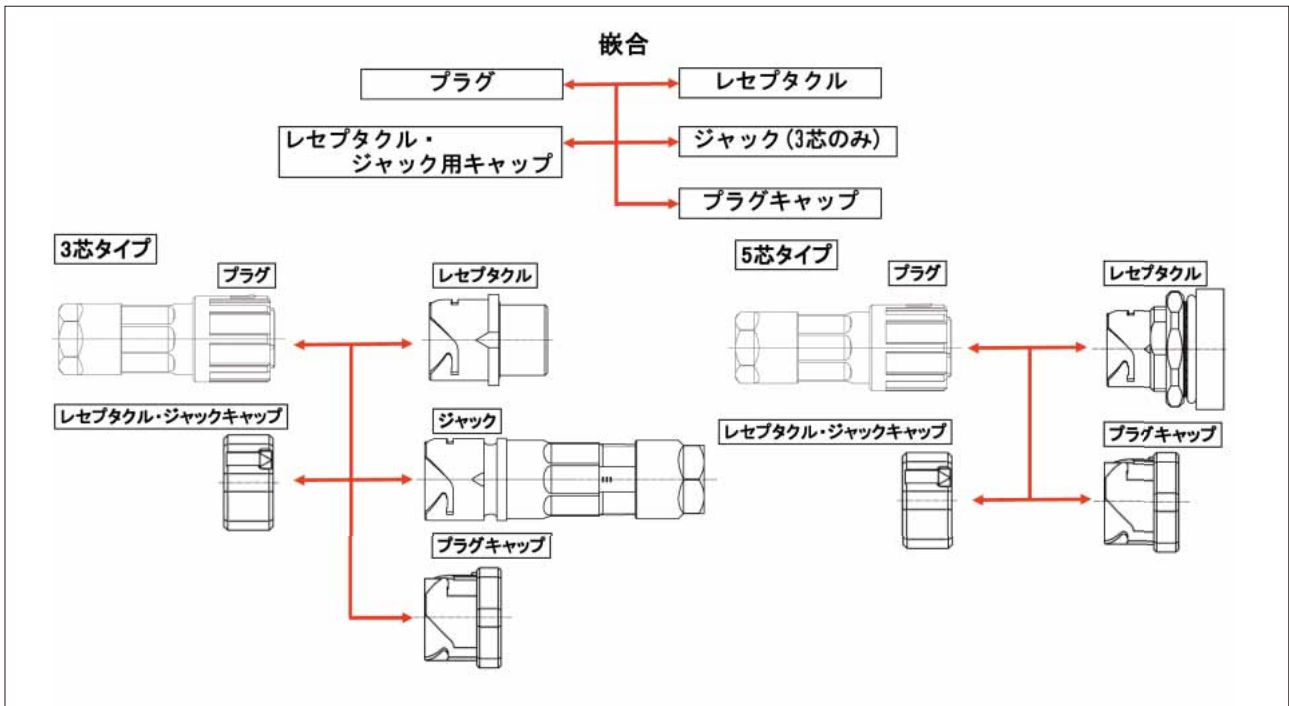 嵌合
プラグ
レセプタクル
レセプタクル・
ジャック用キャップ
ジャック(3芯のみ)
プラグキャップ
3芯タイプ
プラグ
レセプタクル
レセプタクル・ジャックキャップ
ジャック
プラグキャップ
5芯タイプ
プラグ
レセプタクル
レセプタクル・ジャックキャップ
プラグキャップ